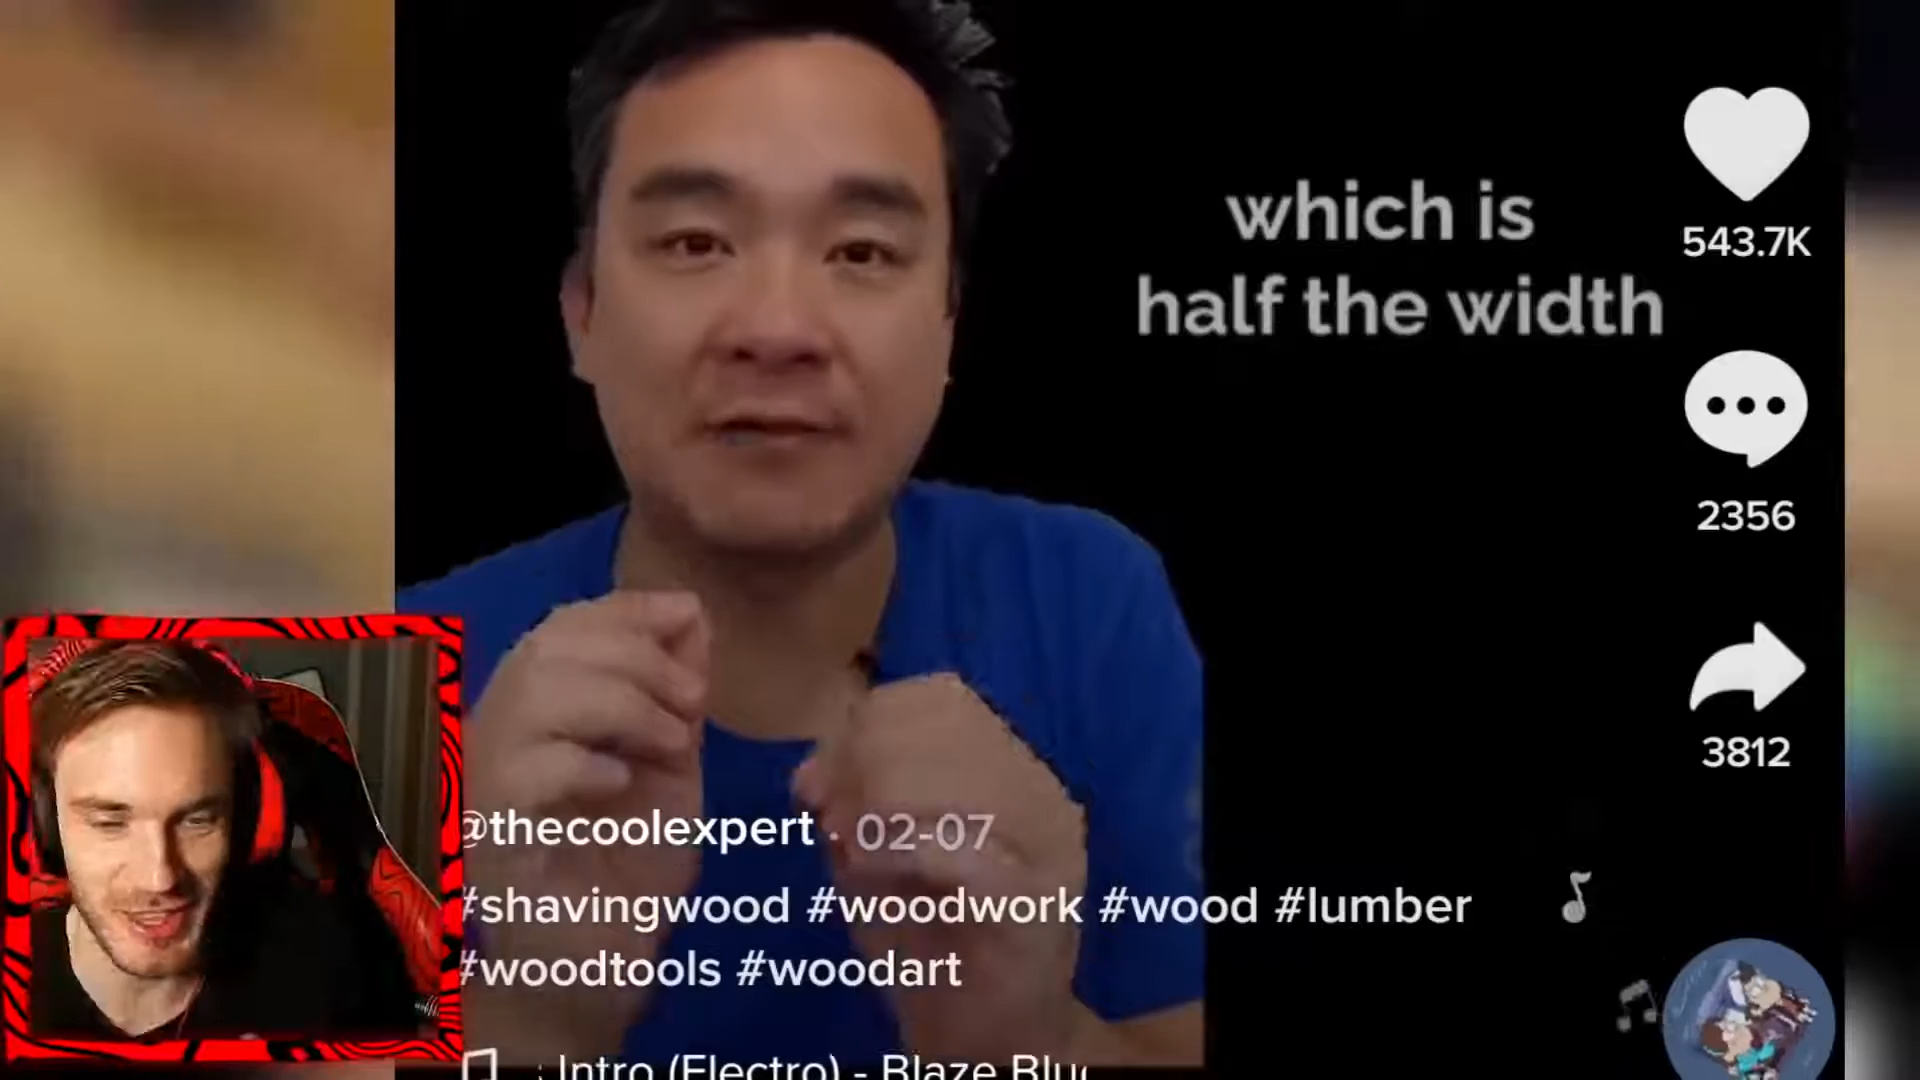 which is
half the width
543.7K
2356
3812
@thecoolexpert · 02-07
#shavingwood #woodwork #wood #lumber
#woodtools #woodart
: Intro (Electro) - Blaze